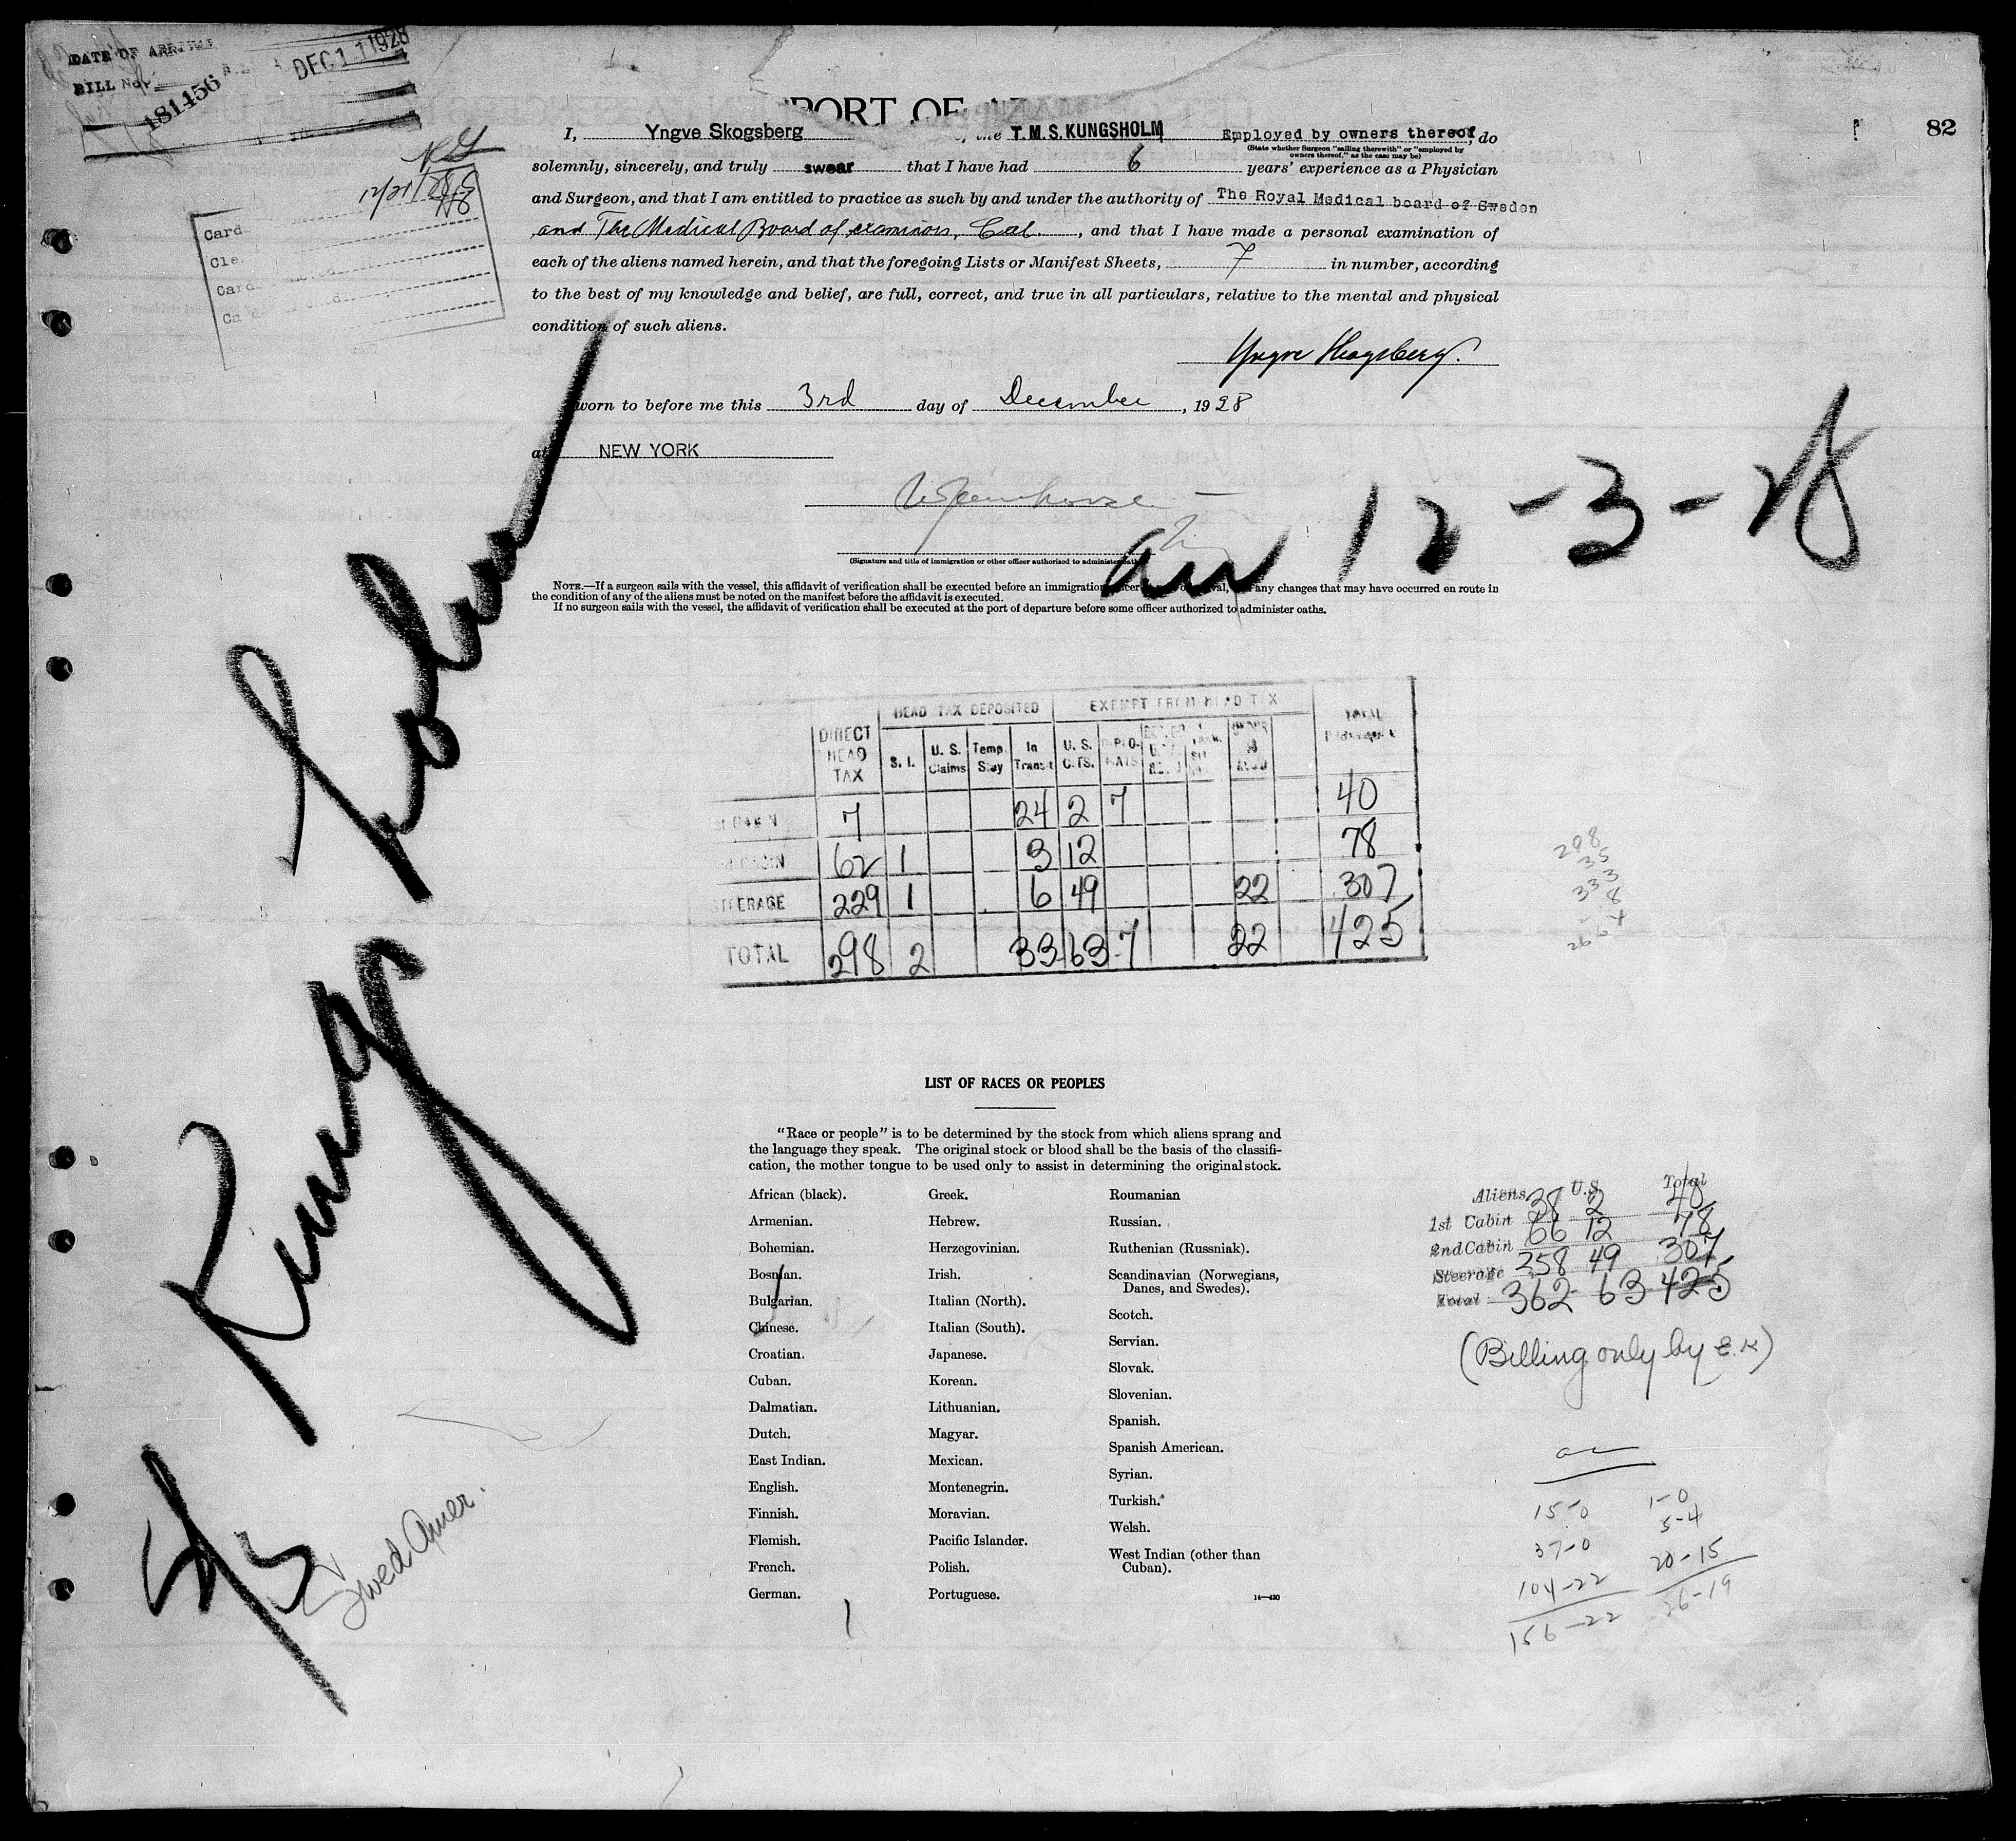 DATE OF
BILL No.
181456
DEC 11 1928
82
PORT OF
I, Yngve Skogsberg, the T.M.S. KUNGSHOLM Employed by owners thereof, do
(State whether Surgeon "sailing therewith" or "employed by
owners thereof," as the case may be)
solemnly, sincerely, and truly swear that I have had 6 years' experience as a Physician
and Surgeon, and that I am entitled to practice as such by and under the authority of The Royal Medical board of Sweden
and The Medical Board of examiners, Cal., and that I have made a personal examination of
each of the aliens named herein, and that the foregoing Lists or Manifest Sheets, 7 in number, according
to the best of my knowledge and belief, are full, correct, and true in all particulars, relative to the mental and physical
condition of such aliens.
Card
Cle
Card
Yngve Skogsberg.
worn to before me this 3rd day of December, 1928
at NEW YORK
arr 12-3-28
(Signature and title of immigration or other officer authorized to administer
NOTE.—If a surgeon sails with the vessel, this affidavit of verification shall be executed before an immigration any changes that may have occurred en route in
the condition of any of the aliens must be noted on the manifest before the affidavit is executed.
If no surgeon sails with the vessel, the affidavit of verification shall be executed at the port of departure before some officer authorized to administer oaths.
S/S Kungsholm
Swed Amer.
HEAD TAX DEPOSITED EXEMPT FROM HEAD TAX
DIRECT HEAD TAX S. I. U. S. Claims Temp. Stay In Transit U. S. CITS. TOTAL
CABIN 7 24 2 7 40
CABIN 62 1 3 12 78
STEERAGE 229 1 6 49 22 307
TOTAL 298 2 33 63 7 22 425
298
35
333
8
LIST OF RACES OR PEOPLES
"Race or people" is to be determined by the stock from which aliens sprang and
the language they speak. The original stock or blood shall be the basis of the classifi-
cation, the mother tongue to be used only to assist in determining the original stock.
African (black).
Armenian.
Bohemian.
Bosnian.
Bulgarian.
Chinese.
Croatian.
Cuban.
Dalmatian.
Dutch.
East Indian.
English.
Finnish.
Flemish.
French.
German.
Greek.
Hebrew.
Herzegovinian.
Irish.
Italian (North).
Italian (South).
Japanese.
Korean.
Lithuanian.
Magyar.
Mexican.
Montenegrin.
Moravian.
Pacific Islander.
Polish.
Portuguese.
Roumanian
Russian.
Ruthenian (Russniak).
Scandinavian (Norwegians,
Danes, and Swedes).
Scotch.
Servian.
Slovak.
Slovenian.
Spanish.
Spanish American.
Syrian.
Turkish.
Welsh.
West Indian (other than
Cuban).
14—430
Aliens U.S. Total
1st Cabin 38 2 40
2nd Cabin 66 12 78
Steerage 258 49 307
Total 362 63 425
(Billing only by E.K)
15-0 1-0
37-0 5-4
104-22 20-15
156-22 26-19